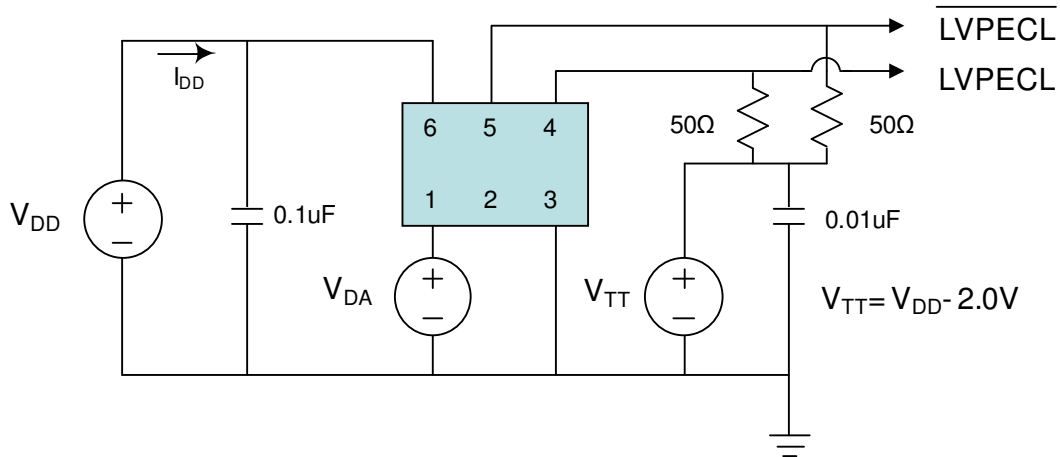 LVPECL
I_DD
LVPECL
6 5 4
50Ω 50Ω
V_DD
+
−
0.1uF
1 2 3
0.01uF
V_DA
+
−
V_TT
+
−
V_TT= V_DD- 2.0V